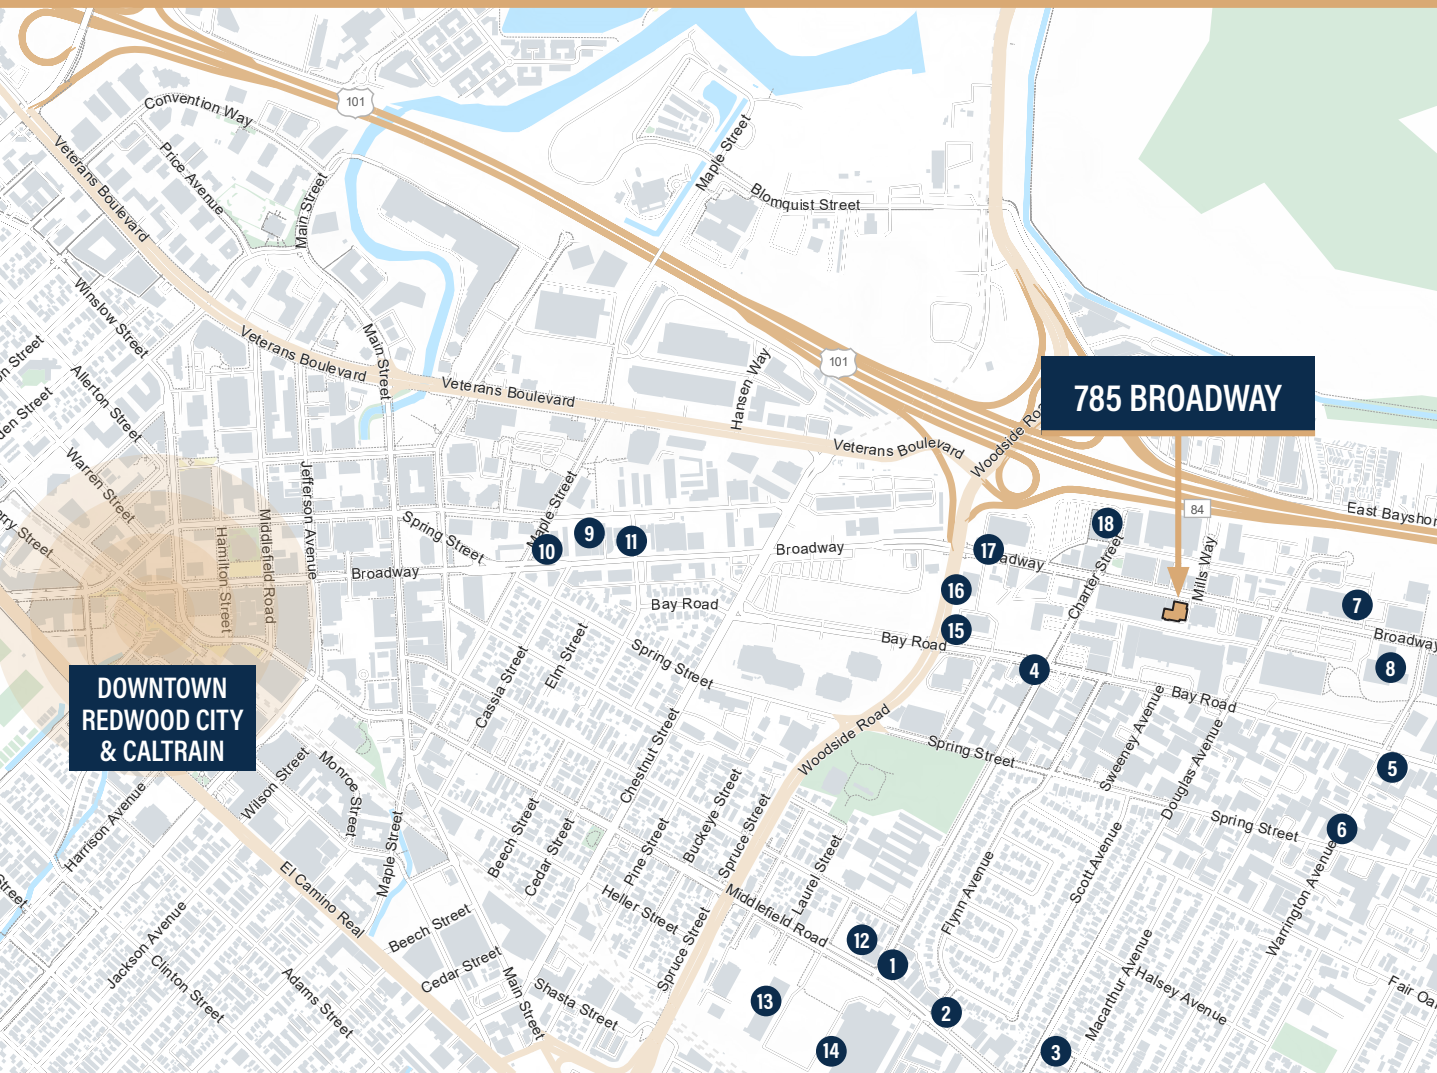 101
Convention Way
Price Avenue
Main Street
Veterans Boulevard
Maple Street
Blomquist Street
Winslow Street
Veterans Boulevard
Main Street
Veterans Boulevard
Hansen Way
101
785 BROADWAY
Woodside
Veterans Boulevard
Street
Street
Allerton Street
Warren Street
Street
Hamilton Street
Middlefield Road
Jefferson Avenue
Spring Street
Maple Street
9
10
11
Broadway
Broadway
84
East Bayshor
18
17
adway
Charter Street
Mills Way
16
7
Bay Road
15
Bay Road
Broadway
4
8
Bay Road
Cassia Street
Elm Street
Spring Street
DOWNTOWN
REDWOOD CITY
& CALTRAIN
Chestnut Street
Woodside Road
Spring Street
Sweeney Avenue
Douglas Avenue
5
Wilson Street
Monroe Street
Harrison Avenue
Maple Street
Beech Street
Cedar Street
Pine Street
Buckeye Street
Spruce Street
6
Spring Street
Scott Avenue
Flynn Avenue
Laurel Street
Middlefield Road
Heller Street
El Camino Real
Street
Jackson Avenue
Clinton Street
Adams Street
Beech Street
Cedar Street
Main Street
Shasta Street
Spruce Street
12
1
13
2
14
3
Macarthur Avenue
Halsey Avenue
Warrington Avenue
Fair Oa